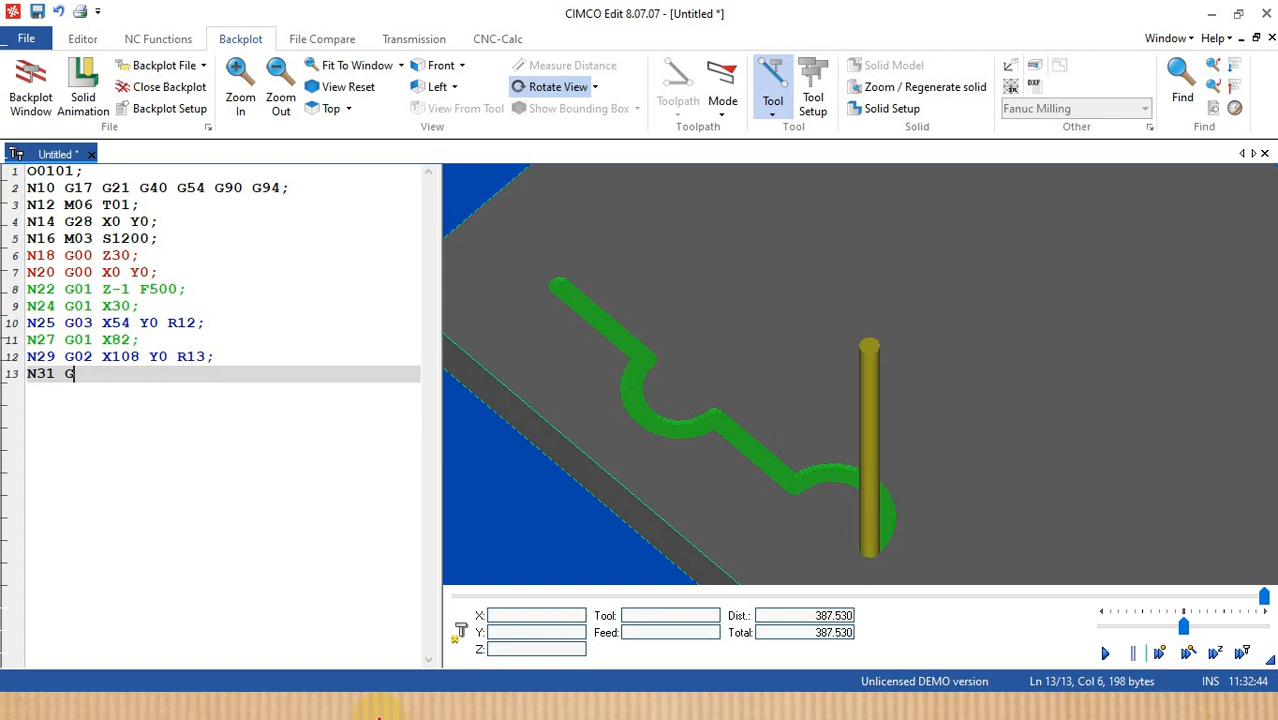 CIMCO Edit 8.07.07 - [Untitled *]
File Editor NC Functions Backplot File Compare Transmission CNC-Calc Window Help
Backplot Window
Solid Animation
Backplot File
Close Backplot
Backplot Setup
File
Zoom In
Zoom Out
Fit To Window
View Reset
Top
Front
Left
View From Tool
Measure Distance
Rotate View
Show Bounding Box
View
Toolpath
Mode
Toolpath
Tool
Tool Setup
Tool
Solid Model
Zoom / Regenerate solid
Solid Setup
Solid
DXF
Fanuc Milling
Other
Find
Find
Untitled *
1 O0101;
2 N10 G17 G21 G40 G54 G90 G94;
3 N12 M06 T01;
4 N14 G28 X0 Y0;
5 N16 M03 S1200;
6 N18 G00 Z30;
7 N20 G00 X0 Y0;
8 N22 G01 Z-1 F500;
9 N24 G01 X30;
10 N25 G03 X54 Y0 R12;
11 N27 G01 X82;
12 N29 G02 X108 Y0 R13;
13 N31 G
X: Tool: Dist.: 387.530
Y: Feed: Total: 387.530
Z:
Unlicensed DEMO version Ln 13/13, Col 6, 198 bytes INS 11:32:44